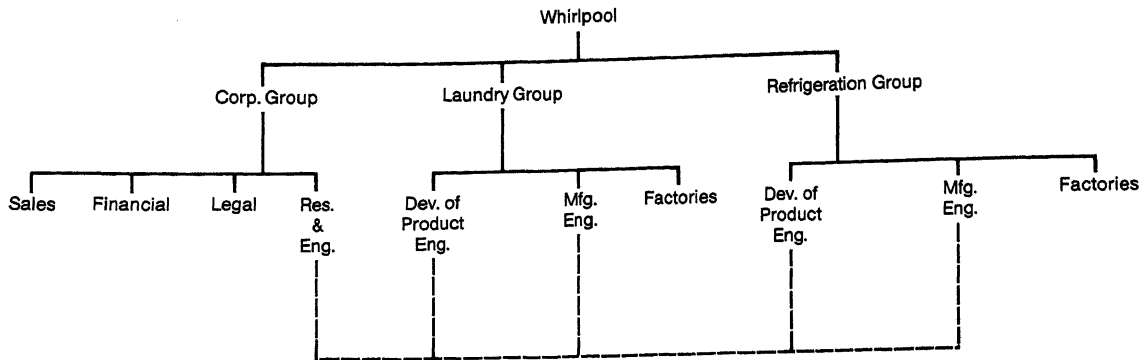 Whirlpool
Corp. Group
Laundry Group
Refrigeration Group
Sales
Financial
Legal
Res.
&
Eng.
Dev. of
Product
Eng.
Mfg.
Eng.
Factories
Dev. of
Product
Eng.
Mfg.
Eng.
Factories